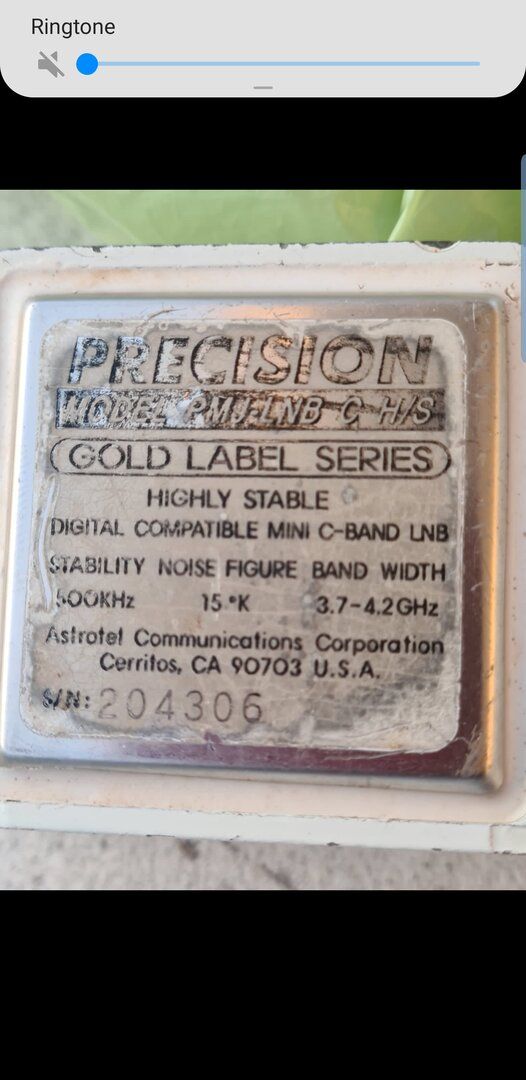 Ringtone
PRECISION
MODEL PMJ-LNB C H/S
GOLD LABEL SERIES
HIGHLY STABLE
DIGITAL COMPATIBLE MINI C-BAND LNB
STABILITY NOISE FIGURE BAND WIDTH
500KHz 15.°K 3.7-4.2GHz
Astrotel Communications Corporation
Cerritos, CA 90703 U.S.A.
S/N: 204306